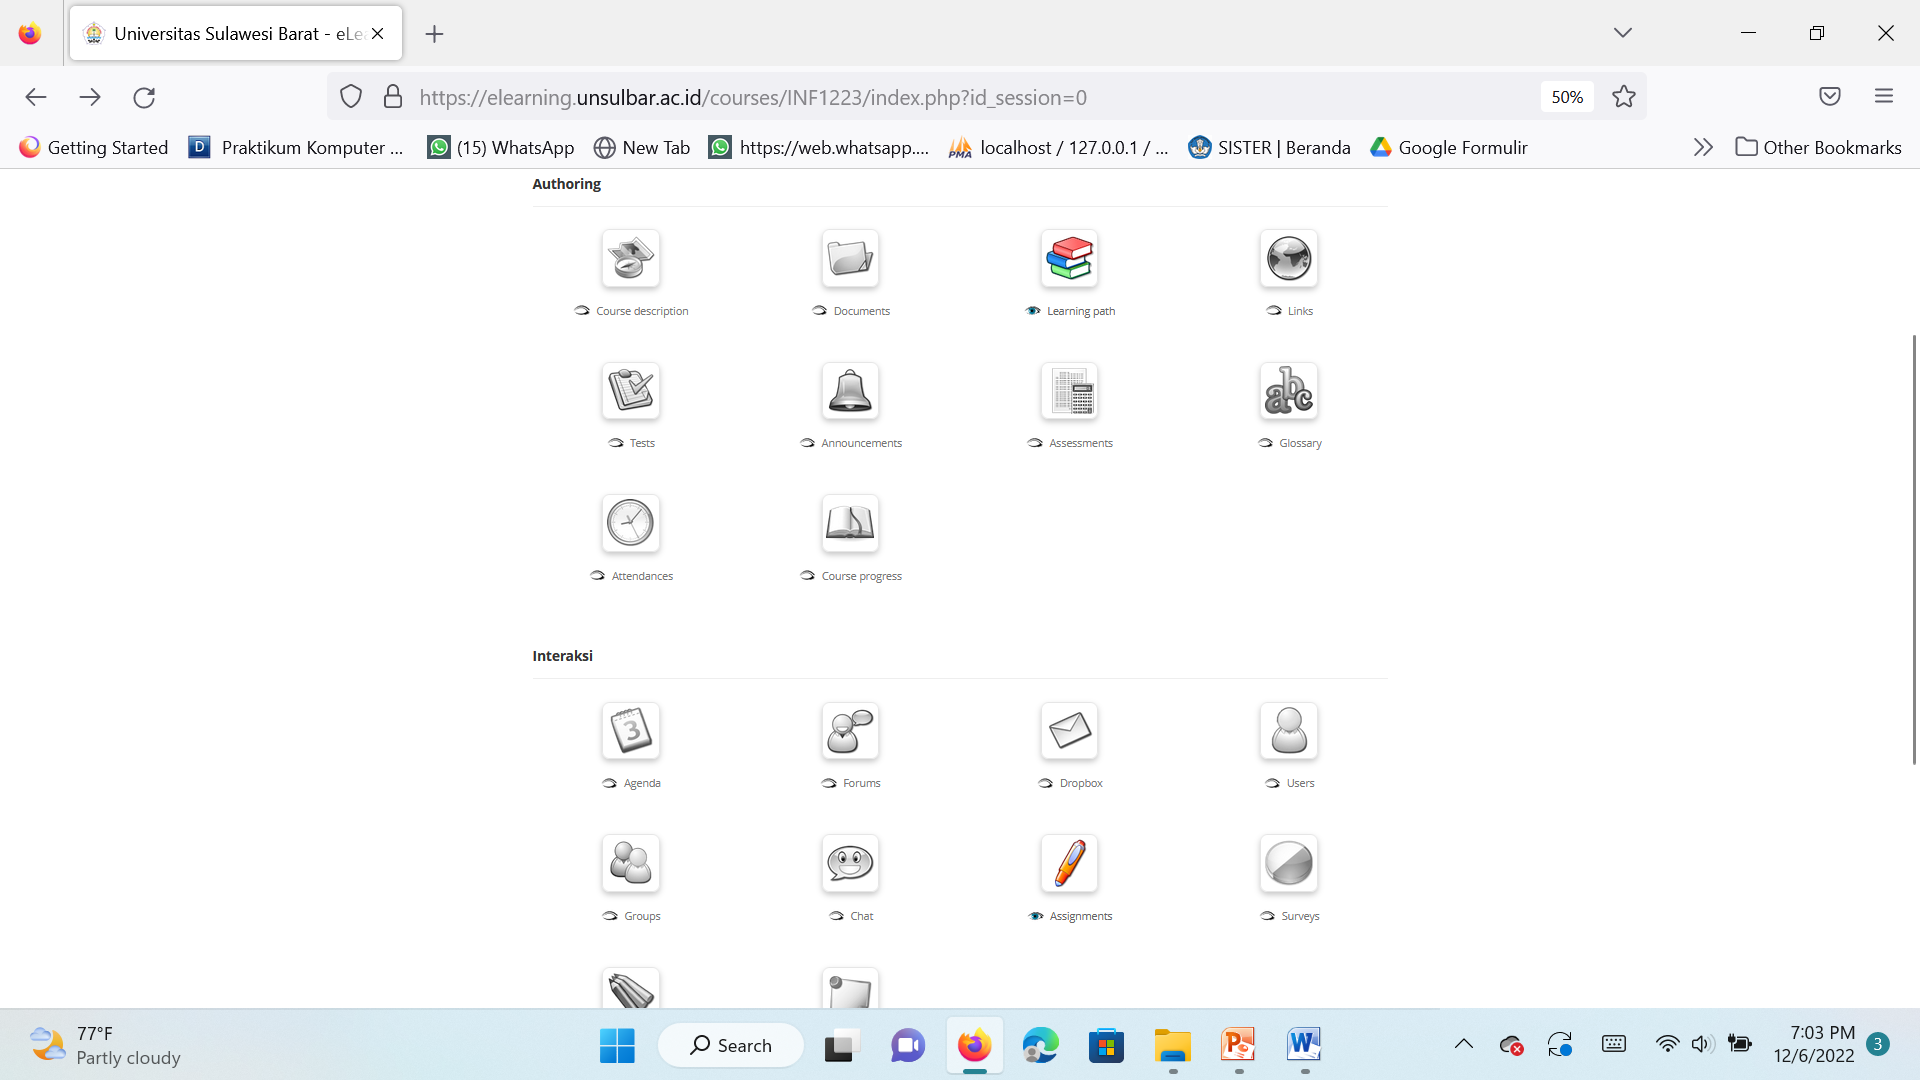 Universitas Sulawesi Barat - eLe
https://elearning.unsulbar.ac.id/courses/INF1223/index.php?id_session=0
50%
Getting Started
D Praktikum Komputer ...
(15) WhatsApp
New Tab
https://web.whatsapp....
PMA localhost / 127.0.0.1 / ...
SISTER | Beranda
Google Formulir
Other Bookmarks
Authoring
Course description
Documents
Learning path
Links
abc
Tests
Announcements
Assessments
Glossary
Attendances
Course progress
Interaksi
3
Agenda
Forums
Dropbox
Users
Groups
Chat
Assignments
Surveys
77°F
Partly cloudy
Search
P
W
7:03 PM
12/6/2022
3